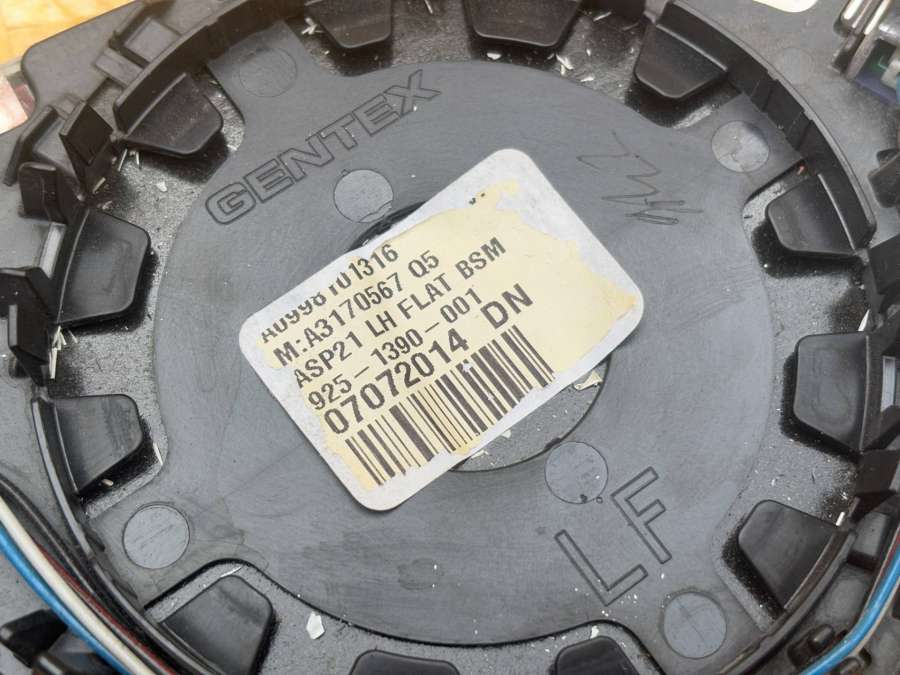 GENTEX
A0998101316
M:A3170567 Q5
ASP21 LH FLAT BSM
925-1390-001
07072014 DN
LF